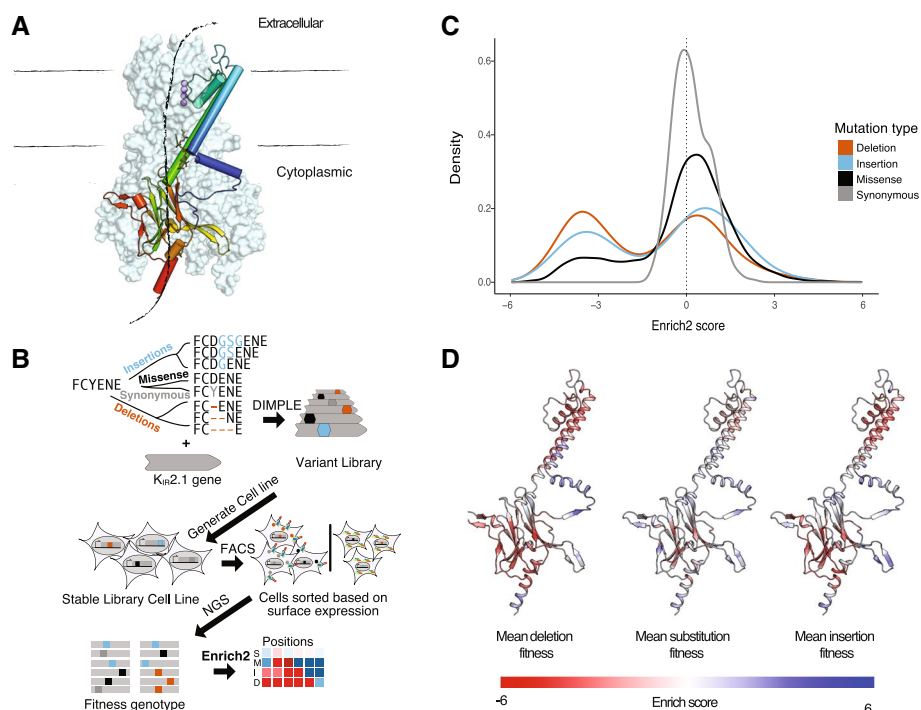 A
Extracellular
Cytoplasmic
B
Insertions
Missense
Synonymous
Deletions
FCYENE
FCDGSGENE
FCDGSENE
FCDGENE
FCDENE
FCYENE
FC-ENE
FC--NE
FC---E
+
KIR2.1 gene
DIMPLE
Variant Library
Generate Cell line
FACS
Stable Library Cell Line
Cells sorted based on
surface expression
NGS
Enrich2
Positions
S
M
I
D
Fitness genotype
C
Density
0.6
0.4
0.2
0.0
-6
-3
0
3
6
Enrich2 score
Mutation type
Deletion
Insertion
Missense
Synonymous
D
Mean deletion
fitness
Mean substitution
fitness
Mean insertion
fitness
-6
Enrich score
6